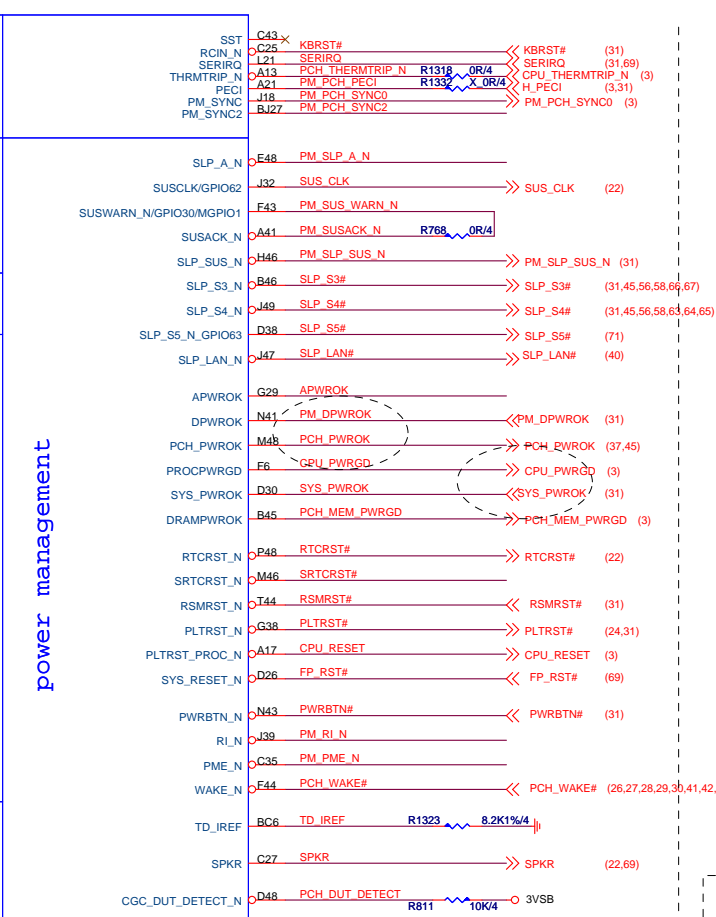 SST C43
RCIN_N C25 KBRST# KBRST# (31)
SERIRQ L21 SERIRQ SERIRQ (31,69)
THRMTRIP_N A13 PCH_THERMTRIP_N R1318 0R/4 CPU_THERMTRIP_N (3)
PECI A21 PM_PCH_PECI R1332 X_0R/4 H_PECI (3,31)
PM_SYNC J18 PM_PCH_SYNC0 PM_PCH_SYNC0 (3)
PM_SYNC2 BJ27 PM_PCH_SYNC2
SLP_A_N E48 PM_SLP_A_N
SUSCLK/GPIO62 J32 SUS_CLK SUS_CLK (22)
SUSWARN_N/GPIO30/MGPIO1 F43 PM_SUS_WARN_N
SUSACK_N A41 PM_SUSACK_N R768 0R/4
SLP_SUS_N H46 PM_SLP_SUS_N PM_SLP_SUS_N (31)
SLP_S3_N B46 SLP_S3# SLP_S3# (31,45,56,58,66,67)
SLP_S4_N J49 SLP_S4# SLP_S4# (31,45,56,58,63,64,65)
SLP_S5_N_GPIO63 D38 SLP_S5# SLP_S5# (71)
SLP_LAN_N J47 SLP_LAN# SLP_LAN# (40)
APWROK G29 APWROK
DPWROK N41 PM_DPWROK PM_DPWROK (31)
PCH_PWROK M48 PCH_PWROK PCH_PWROK (37,45)
PROCPWRGD F6 CPU_PWRGD CPU_PWRGD (3)
SYS_PWROK D30 SYS_PWROK SYS_PWROK (31)
DRAMPWROK B45 PCH_MEM_PWRGD PCH_MEM_PWRGD (3)
power management
RTCRST_N P48 RTCRST# RTCRST# (22)
SRTCRST_N M46 SRTCRST#
RSMRST_N T44 RSMRST# RSMRST# (31)
PLTRST_N G38 PLTRST# PLTRST# (24,31)
PLTRST_PROC_N A17 CPU_RESET CPU_RESET (3)
SYS_RESET_N D26 FP_RST# FP_RST# (69)
PWRBTN_N N43 PWRBTN# PWRBTN# (31)
RI_N J39 PM_RI_N
PME_N C35 PM_PME_N
WAKE_N F44 PCH_WAKE# PCH_WAKE# (26,27,28,29,30,41,42,
TD_IREF BC6 TD_IREF R1323 8.2K1%/4
SPKR C27 SPKR SPKR (22,69)
CGC_DUT_DETECT_N D48 PCH_DUT_DETECT R811 10K/4 3VSB